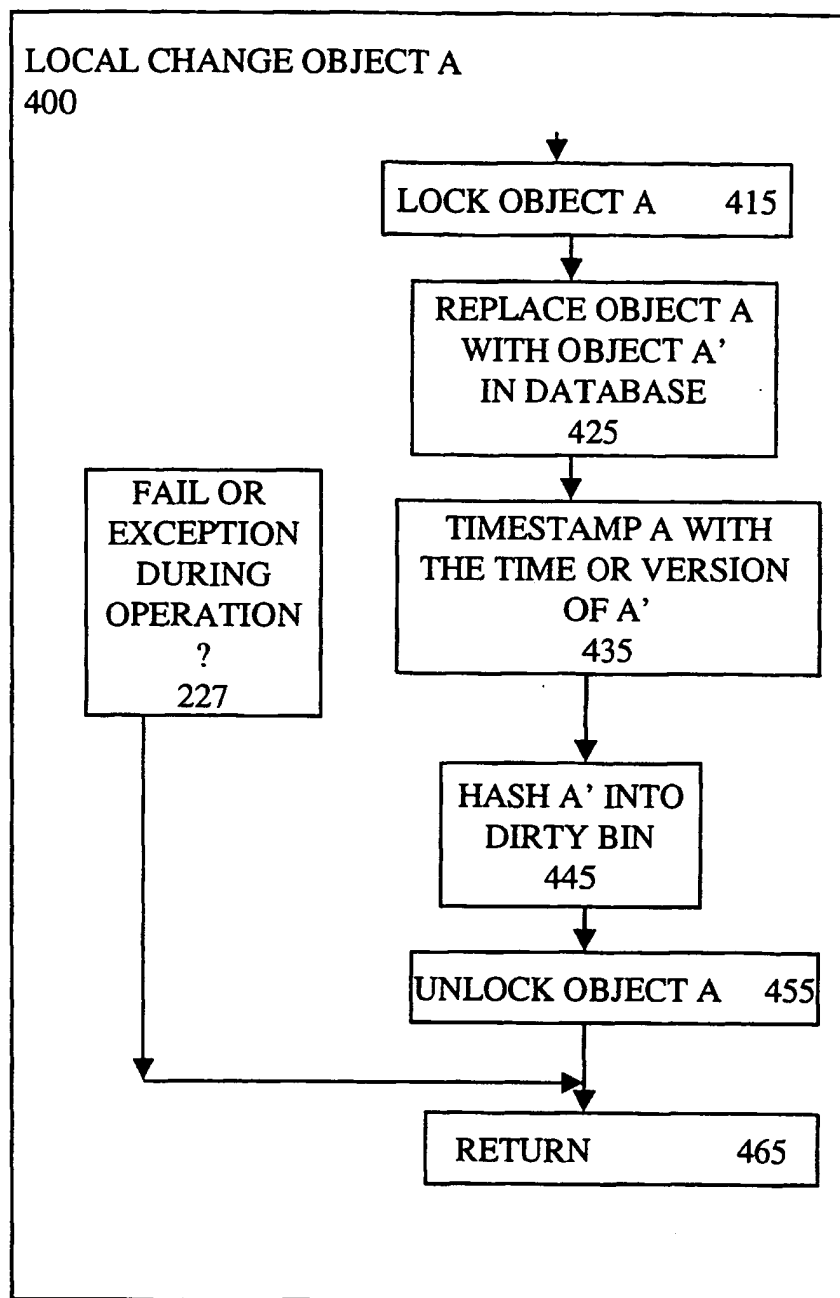 LOCAL CHANGE OBJECT A
400
LOCK OBJECT A 415
REPLACE OBJECT A
WITH OBJECT A'
IN DATABASE
425
FAIL OR
EXCEPTION
DURING
OPERATION
?
227
TIMESTAMP A WITH
THE TIME OR VERSION
OF A'
435
HASH A' INTO
DIRTY BIN
445
UNLOCK OBJECT A 455
RETURN 465